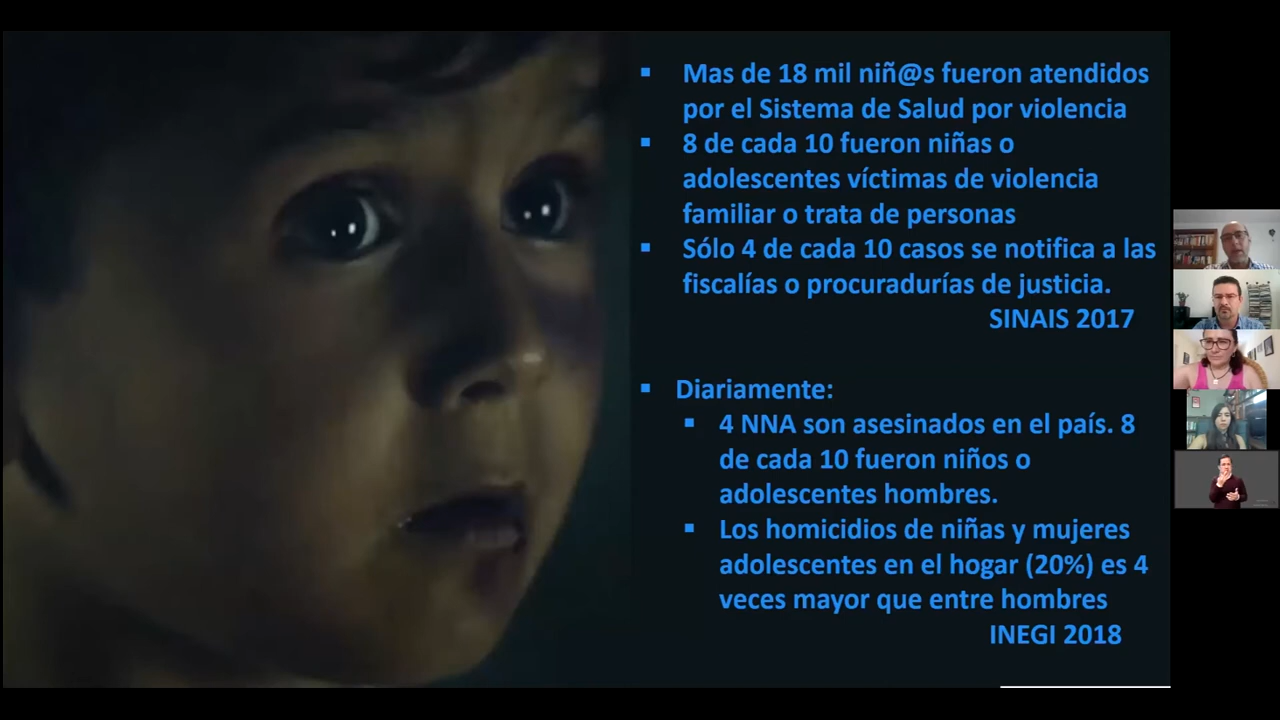 ▪ Mas de 18 mil niñ@s fueron atendidos
por el Sistema de Salud por violencia
▪ 8 de cada 10 fueron niñas o
adolescentes víctimas de violencia
familiar o trata de personas
▪ Sólo 4 de cada 10 casos se notifica a las
fiscalías o procuradurías de justicia.
SINAIS 2017
▪ Diariamente:
▪ 4 NNA son asesinados en el país. 8
de cada 10 fueron niños o
adolescentes hombres.
▪ Los homicidios de niñas y mujeres
adolescentes en el hogar (20%) es 4
veces mayor que entre hombres
INEGI 2018